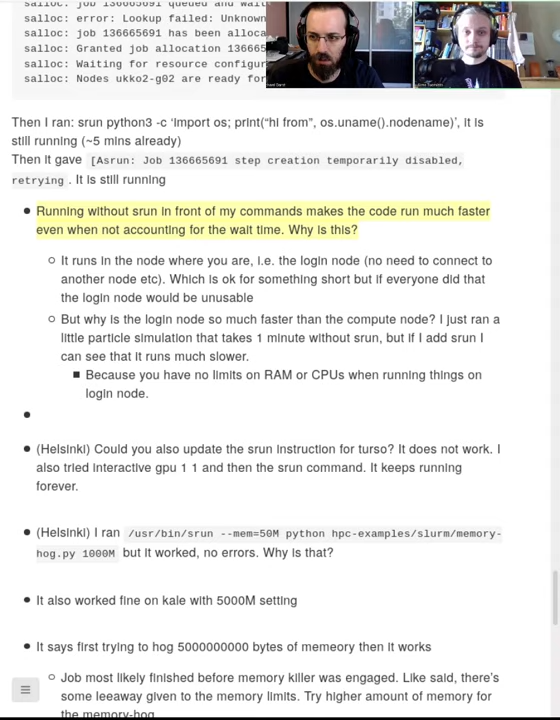 salloc: job 136665691 queued and wait
salloc: error: Lookup failed: Unknown
salloc: job 136665691 has been alloca
salloc: Granted job allocation 136665
salloc: Waiting for resource configur
salloc: Nodes ukko2-g02 are ready for
Then I ran: srun python3 -c ‘import os; print(“hi from”, os.uname().nodename)’, it is
still running (~5 mins already)
Then it gave [Asrun: Job 136665691 step creation temporarily disabled,
retrying . It is still running
Running without srun in front of my commands makes the code run much faster
even when not accounting for the wait time. Why is this?
It runs in the node where you are, i.e. the login node (no need to connect to
another node etc). Which is ok for something short but if everyone did that
the login node would be unusable
But why is the login node so much faster than the compute node? I just ran a
little particle simulation that takes 1 minute without srun, but if I add srun I
can see that it runs much slower.
Because you have no limits on RAM or CPUs when running things on
login node.
(Helsinki) Could you also update the srun instruction for turso? It does not work. I
also tried interactive gpu 1 1 and then the srun command. It keeps running
forever.
(Helsinki) I ran /usr/bin/srun --mem=50M python hpc-examples/slurm/memory-
hog.py 1000M but it worked, no errors. Why is that?
It also worked fine on kale with 5000M setting
It says first trying to hog 5000000000 bytes of memeory then it works
Job most likely finished before memory killer was engaged. Like said, there’s
some leeway given to the memory limits. Try higher amount of memory for
the memory-hog